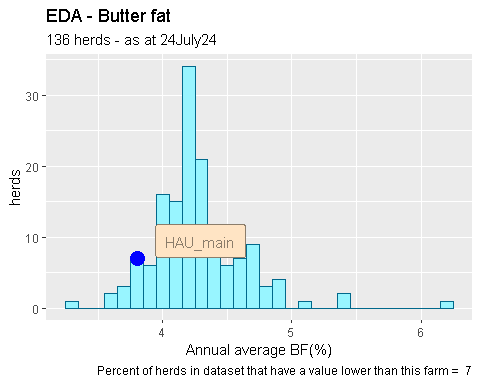 EDA - Butter fat
136 herds - as at 24July24
30
20
10
0
herds
HAU_main
4
5
6
Annual average BF(%)
Percent of herds in dataset that have a value lower than this farm = 7